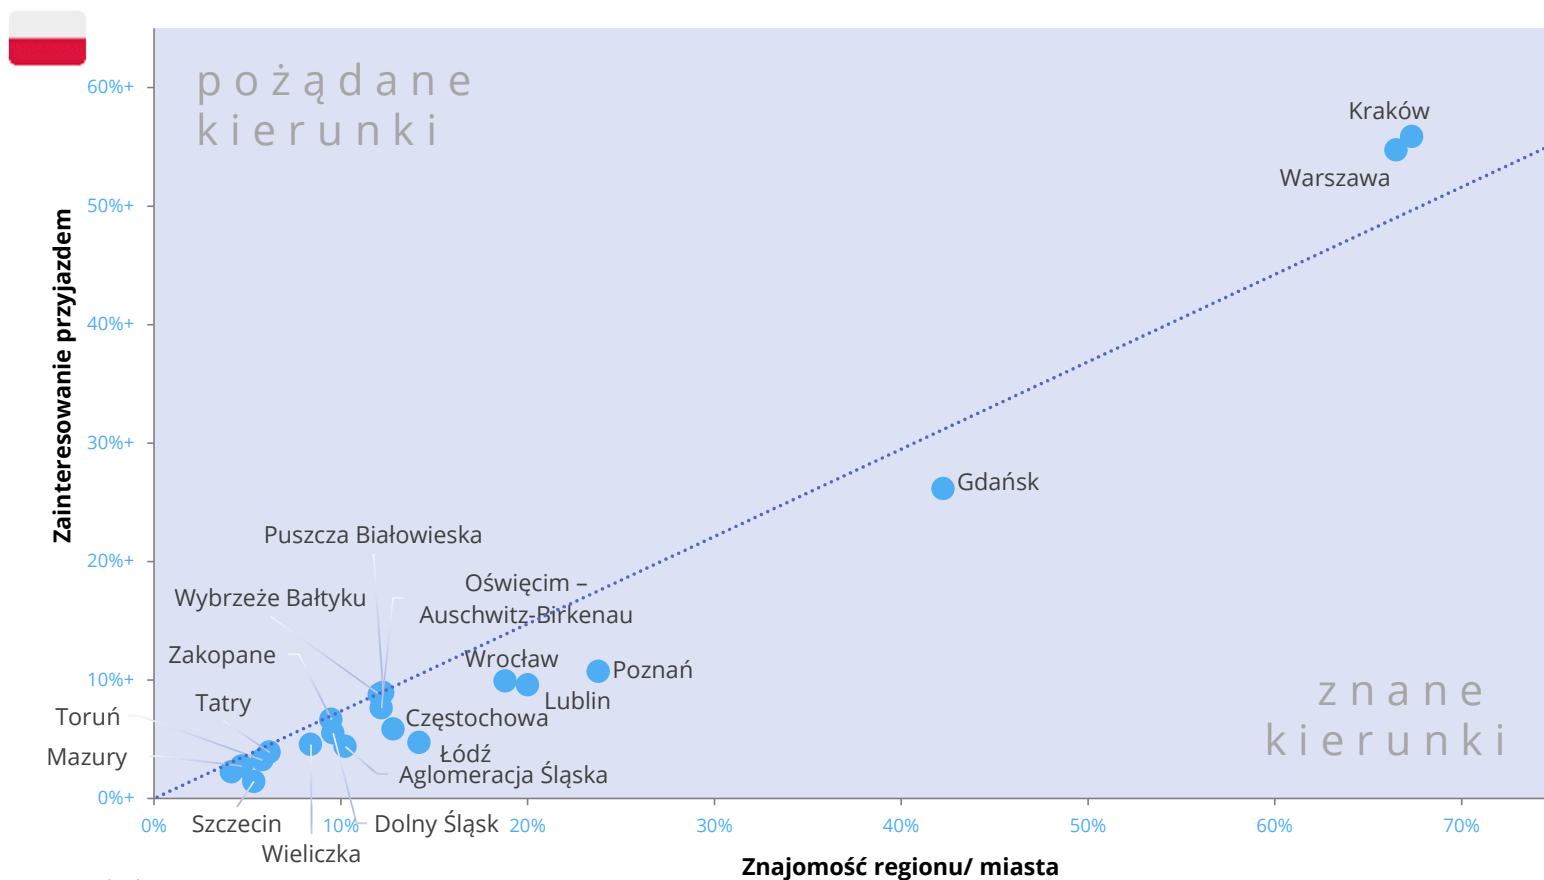 pożądane
kierunki
60%+
50%+
40%+
30%+
20%+
10%+
0%+
Zainteresowanie przyjazdem
Kraków
Warszawa
Gdańsk
Puszcza Białowieska
Oświęcim –
Auschwitz-Birkenau
Wybrzeże Bałtyku
Zakopane
Wrocław
Poznań
Lublin
Tatry
Toruń
Częstochowa
Mazury
Łódź
Aglomeracja Śląska
znane
kierunki
Szczecin
Dolny Śląsk
Wieliczka
0%
10%
20%
30%
40%
50%
60%
70%
Znajomość regionu/ miasta